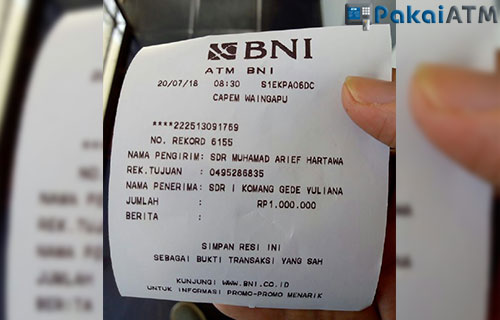 PakaiATM
BNI
ATM BNI
20/07/18 08:30 S1EKPA06DC
CAPEM WAINGAPU
****222513091769
NO. REKORD 6155
NAMA PENGIRIM: SDR MUHAMAD ARIEF HARTAWA
REK.TUJUAN : 0495286835
NAMA PENERIMA: SDR I KOMANG GEDE YULIANA
JUMLAH : RP1.000.000
BERITA :
SIMPAN RESI INI
SEBAGAI BUKTI TRANSAKSI YANG SAH
KUNJUNGI WWW.BNI.CO.ID
UNTUK INFORMASI PROMO-PROMO MENARIK